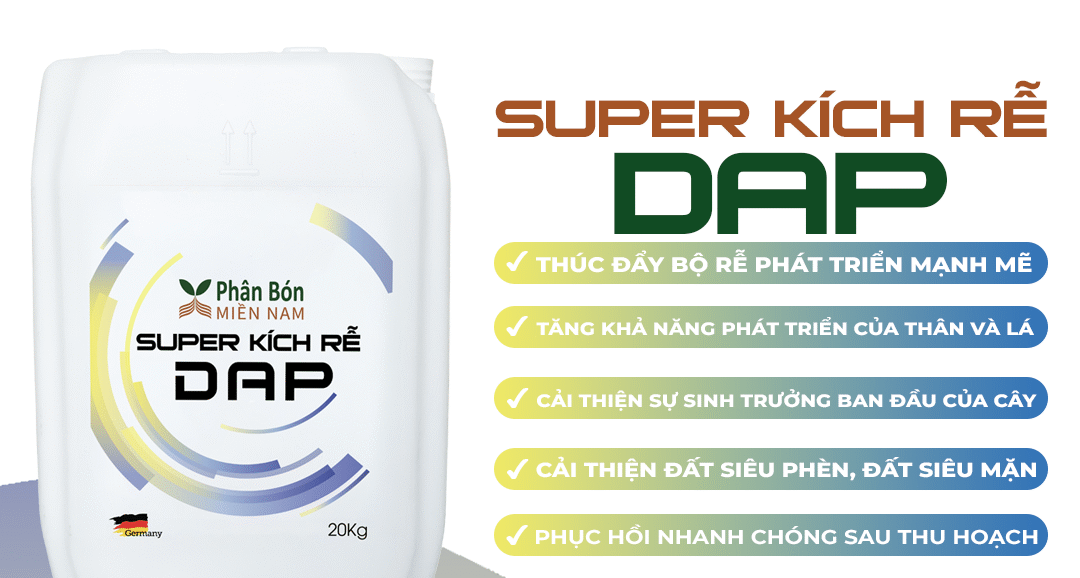 Phân Bón
MIỀN NAM
SUPER KÍCH RỄ
DAP
Germany
20Kg
SUPER KÍCH RỄ
DAP
✓ THÚC ĐẨY BỘ RỄ PHÁT TRIỂN MẠNH MẼ
✓ TĂNG KHẢ NĂNG PHÁT TRIỂN CỦA THÂN VÀ LÁ
✓ CẢI THIỆN SỰ SINH TRƯỞNG BAN ĐẦU CỦA CÂY
✓ CẢI THIỆN ĐẤT SIÊU PHÈN, ĐẤT SIÊU MẶN
✓ PHỤC HỒI NHANH CHÓNG SAU THU HOẠCH